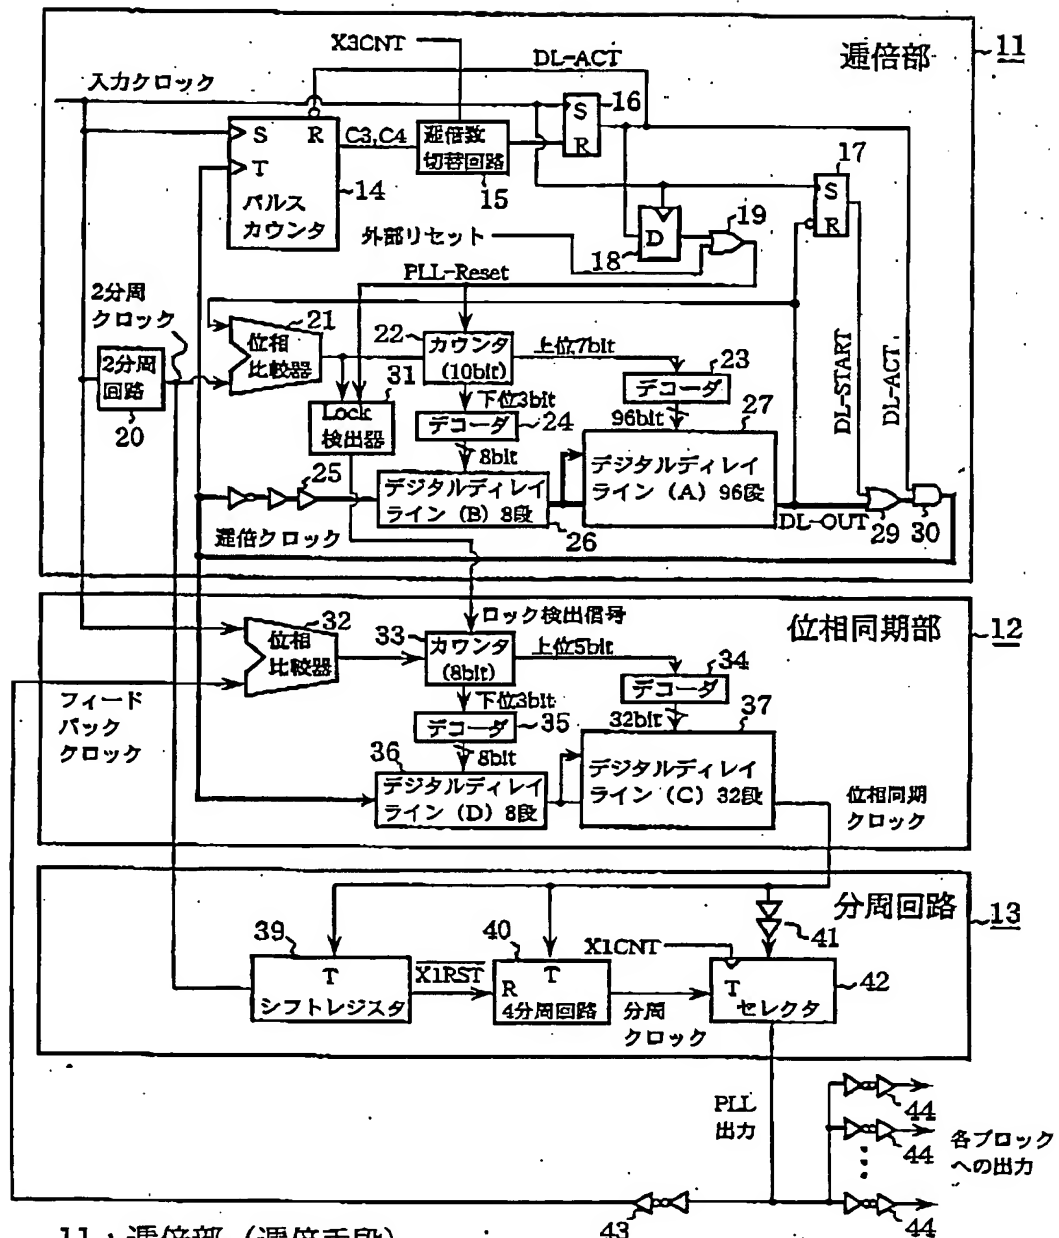 X3CNT
DL-ACT
逓倍部
11
入力クロック
16
S
R
S
R
T
パルス
カウンタ
14
C3,C4
逓倍数
切替回路
15
17
S
R
19
D
18
外部リセット
PLL-Reset
2分周
クロック
21
位相
比較器
22
カウンタ
(10bit)
上位7bit
23
デコーダ
31
Lock
検出器
下位3bit
デコーダ
24
8bit
96bit
27
2分周
回路
20
25
デジタルディレイ
ライン(B)8段
26
デジタルディレイ
ライン(A)96段
DL-START
DL-ACT
DL-OUT
29
30
逓倍クロック
32
位相
比較器
ロック検出信号
位相同期部
12
33
カウンタ
(8bit)
上位5bit
34
デコーダ
フィード
バック
クロック
下位3bit
デコーダ
35
32bit
37
36
8bit
デジタルディレイ
ライン(D)8段
デジタルディレイ
ライン(C)32段
位相同期
クロック
分周回路
13
39
T
シフトレジスタ
X1RST
40
R
T
4分周回路
X1CNT
分周
クロック
41
T
セレクタ
42
PLL
出力
44
44
44
各ブロック
への出力
43
11:逓倍部(逓倍手段)